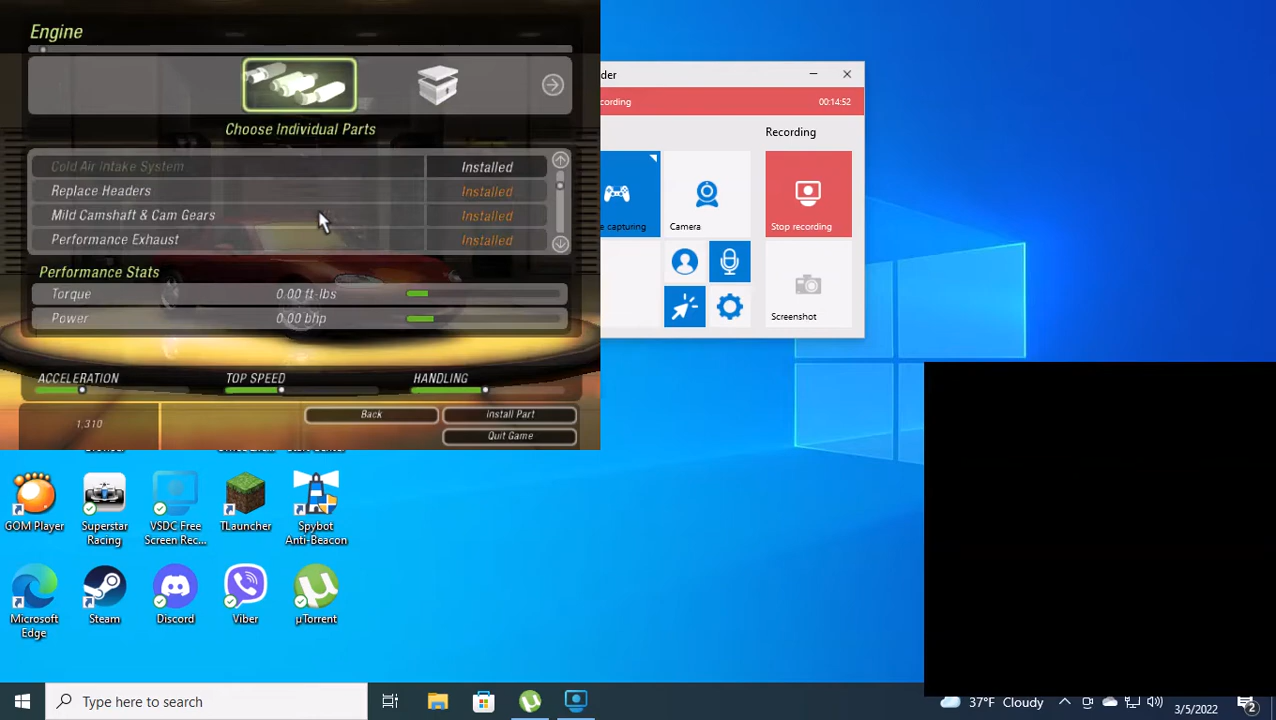 Engine
Choose Individual Parts
Cold Air Intake System Installed
Replace Headers Installed
Mild Camshaft & Cam Gears Installed
Performance Exhaust Installed
Performance Stats
Torque 0.00 ft-lbs
Power 0.00 bhp
ACCELERATION TOP SPEED HANDLING
1,310
Back
Install Part
Quit Game
der
cording 00:14:52
Recording
e capturing
Camera
Stop recording
Screenshot
GOM Player
Superstar Racing
VSDC Free Screen Rec...
TLauncher
Spybot Anti-Beacon
Microsoft Edge
Steam
Discord
Viber
µTorrent
Type here to search
37°F Cloudy
3/5/2022
2